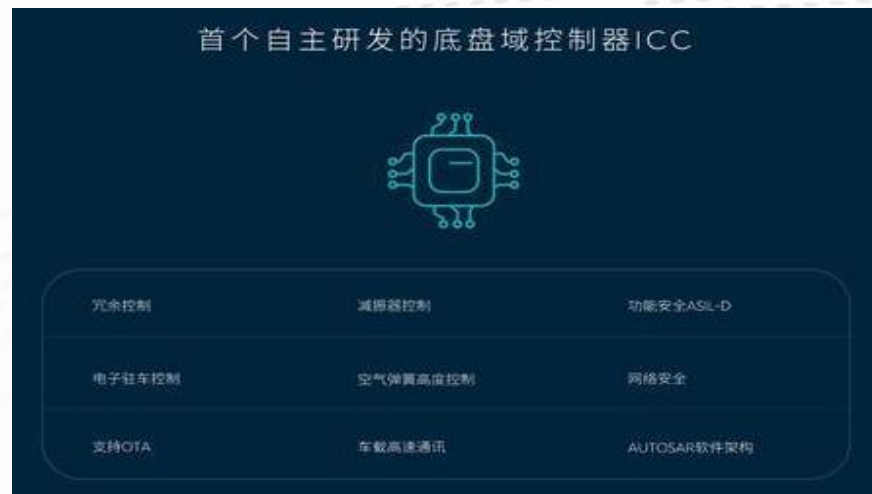 首个自主研发的底盘域控制器ICC
冗余控制 减振器控制 功能安全ASIL-D
电子驻车控制 空气弹簧高度控制 网络安全
支持OTA 车载高速通讯 AUTOSAR软件架构